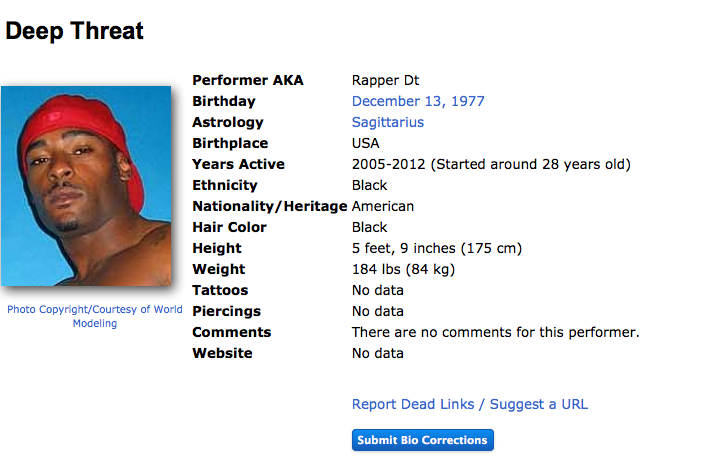 Deep Threat
Performer AKA Rapper Dt
Birthday December 13, 1977
Astrology Sagittarius
Birthplace USA
Years Active 2005-2012 (Started around 28 years old)
Ethnicity Black
Nationality/Heritage American
Hair Color Black
Height 5 feet, 9 inches (175 cm)
Weight 184 lbs (84 kg)
Tattoos No data
Piercings No data
Comments There are no comments for this performer.
Website No data
Photo Copyright/Courtesy of World
Modeling
Report Dead Links / Suggest a URL
Submit Bio Corrections